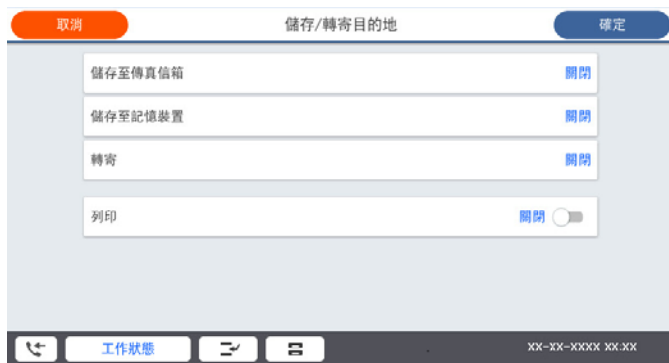 取消 儲存/轉寄目的地 確定
儲存至傳真信箱 關閉
儲存至記憶裝置 關閉
轉寄 關閉
列印 關閉
工作狀態 XX-XX-XXXX XX:XX